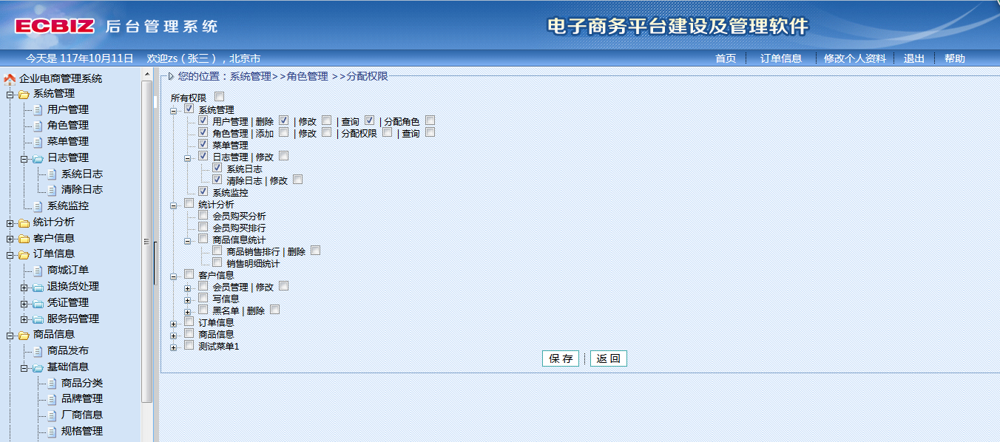 ECBIZ 后台管理系统
电子商务平台建设及管理软件
今天是 117年10月11日 欢迎zs（张三），北京市
首页 订单信息 修改个人资料 退出 帮助
企业电商管理系统
系统管理
用户管理
角色管理
菜单管理
日志管理
系统日志
清除日志
系统监控
统计分析
客户信息
订单信息
商城订单
退换货处理
凭证管理
服务码管理
商品信息
商品发布
基础信息
商品分类
品牌管理
厂商信息
规格管理
您的位置：系统管理>>角色管理 >>分配权限
所有权限
系统管理
用户管理 | 删除 | 修改 | 查询 | 分配角色
角色管理 | 添加 | 修改 | 分配权限 | 查询
菜单管理
日志管理 | 修改
系统日志
清除日志 | 修改
系统监控
统计分析
会员购买分析
会员购买排行
商品信息统计
商品销售排行 | 删除
销售明细统计
客户信息
会员管理 | 修改
写信息
黑名单 | 删除
订单信息
商品信息
测试菜单1
保 存 返 回